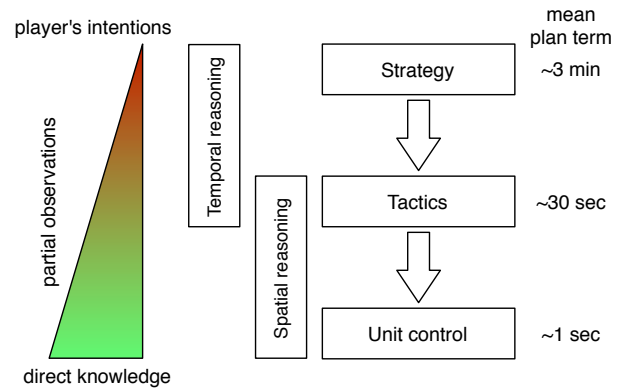 player's intentions
partial observations
direct knowledge
Temporal reasoning
Spatial reasoning
Strategy
Tactics
Unit control
mean
plan term
~3 min
~30 sec
~1 sec